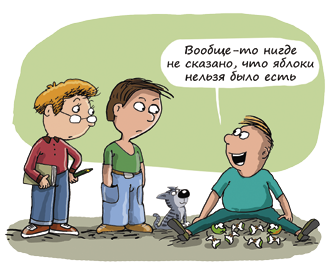 Вообще-то нигде
не сказано, что яблоки
нельзя было есть